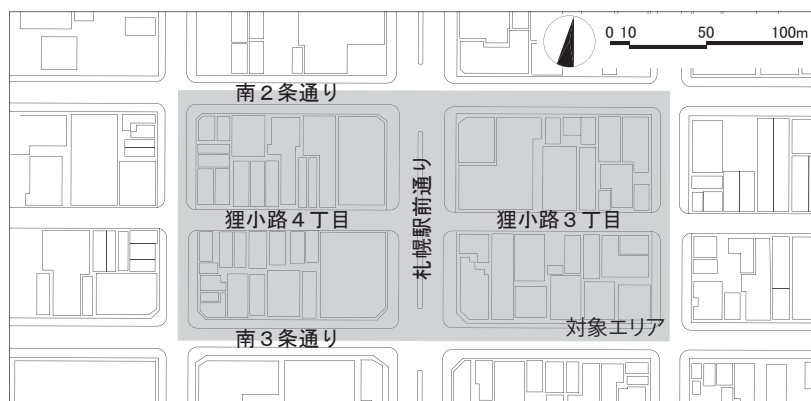 0 10 50 100m
南2条通り
狸小路4丁目
札幌駅前通り
狸小路3丁目
対象エリア
南3条通り